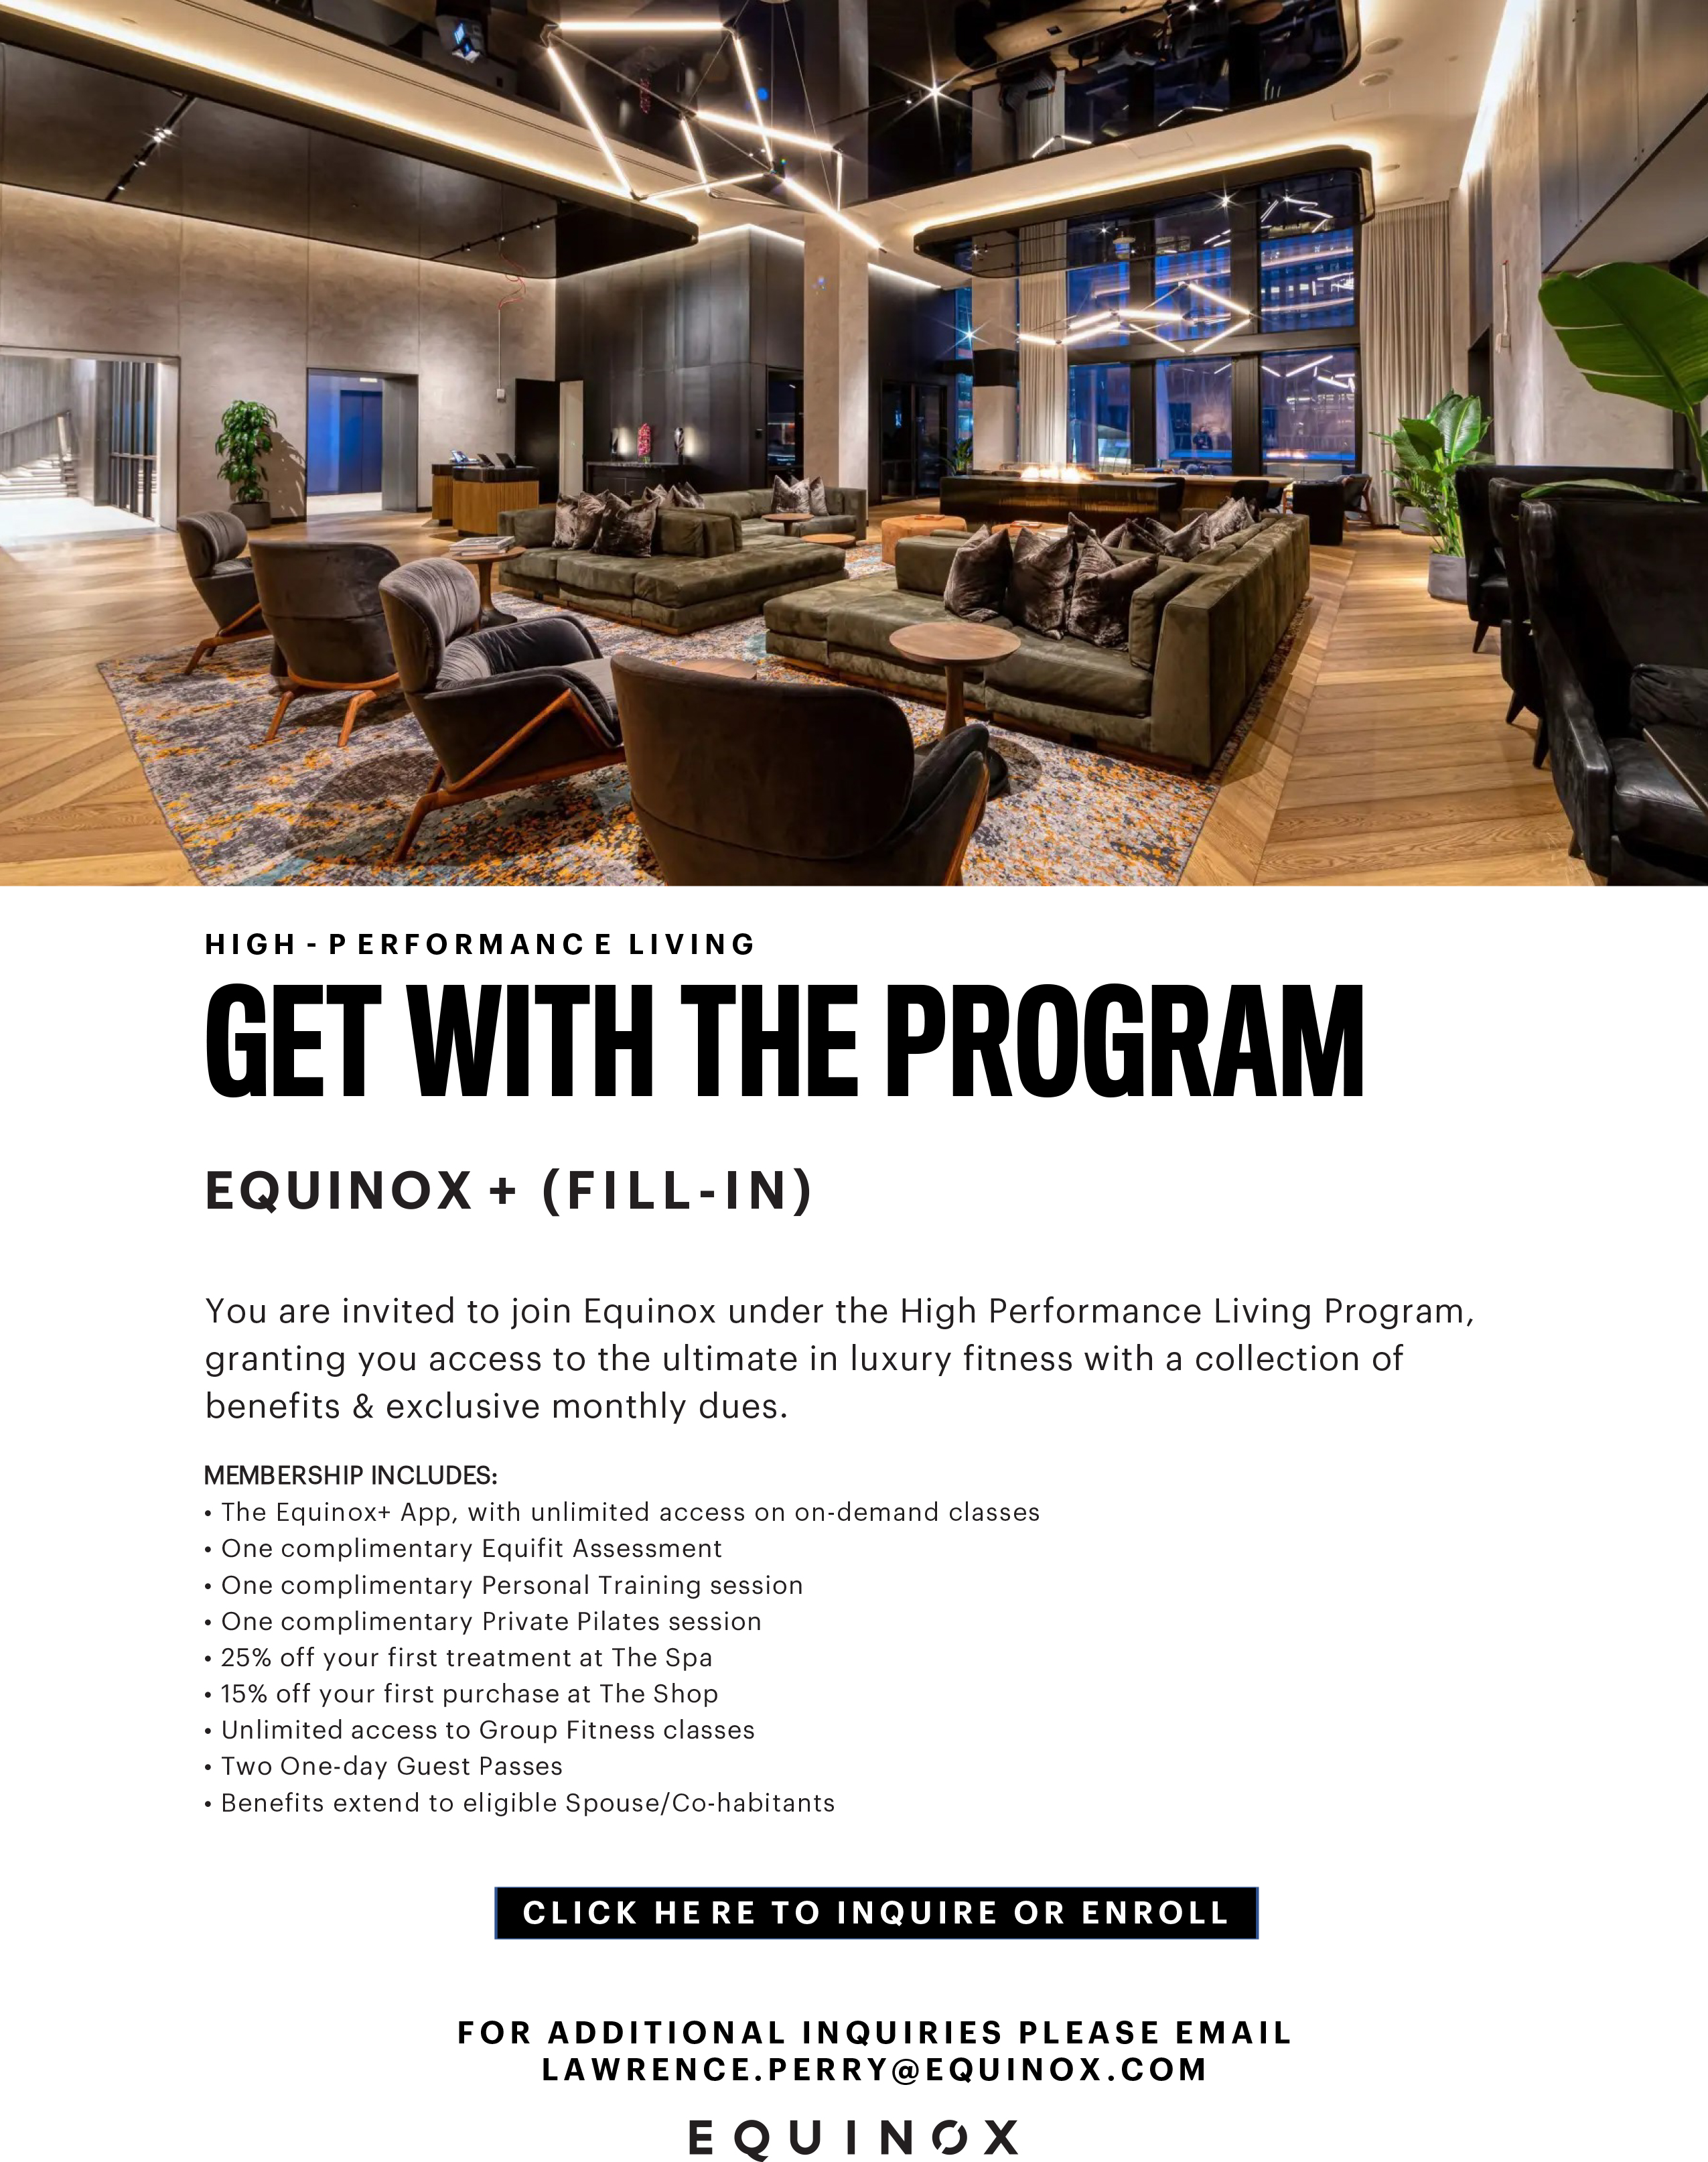 HIGH-PERFORMANCE LIVING
GET WITH THE PROGRAM
EQUINOX + (FILL-IN)
You are invited to join Equinox under the High Performance Living Program,
granting you access to the ultimate in luxury fitness with a collection of
benefits & exclusive monthly dues.
MEMBERSHIP INCLUDES:
• The Equinox+ App, with unlimited access on on-demand classes
• One complimentary Equifit Assessment
• One complimentary Personal Training session
• One complimentary Private Pilates session
• 25% off your first treatment at The Spa
• 15% off your first purchase at The Shop
• Unlimited access to Group Fitness classes
• Two One-day Guest Passes
• Benefits extend to eligible Spouse/Co-habitants
CLICK HERE TO INQUIRE OR ENROLL
FOR ADDITIONAL INQUIRIES PLEASE EMAIL
LAWRENCE.PERRY@EQUINOX.COM
EQUINOX